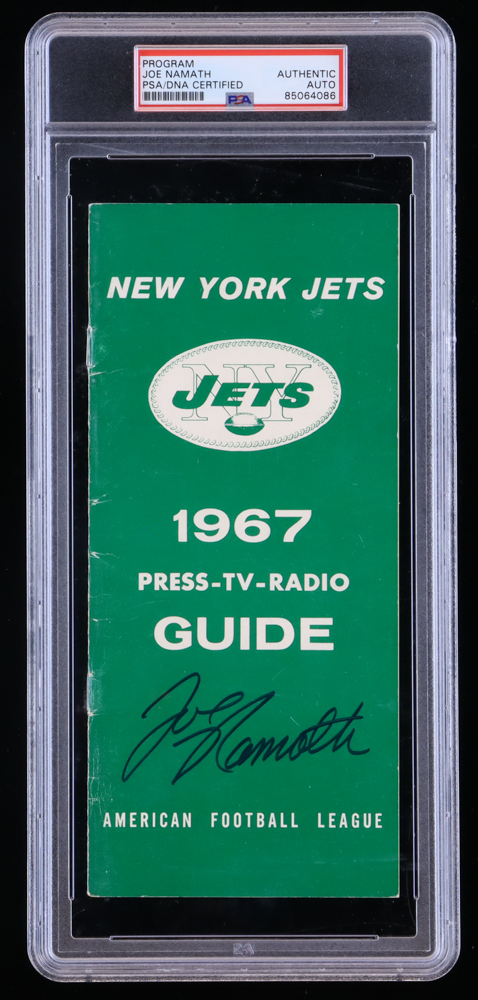 PROGRAM
JOE NAMATH
PSA/DNA CERTIFIED
AUTHENTIC
AUTO
85064086
PSA
NEW YORK JETS
NY
JETS
1967
PRESS-TV-RADIO
GUIDE
Joe Namath
AMERICAN FOOTBALL LEAGUE